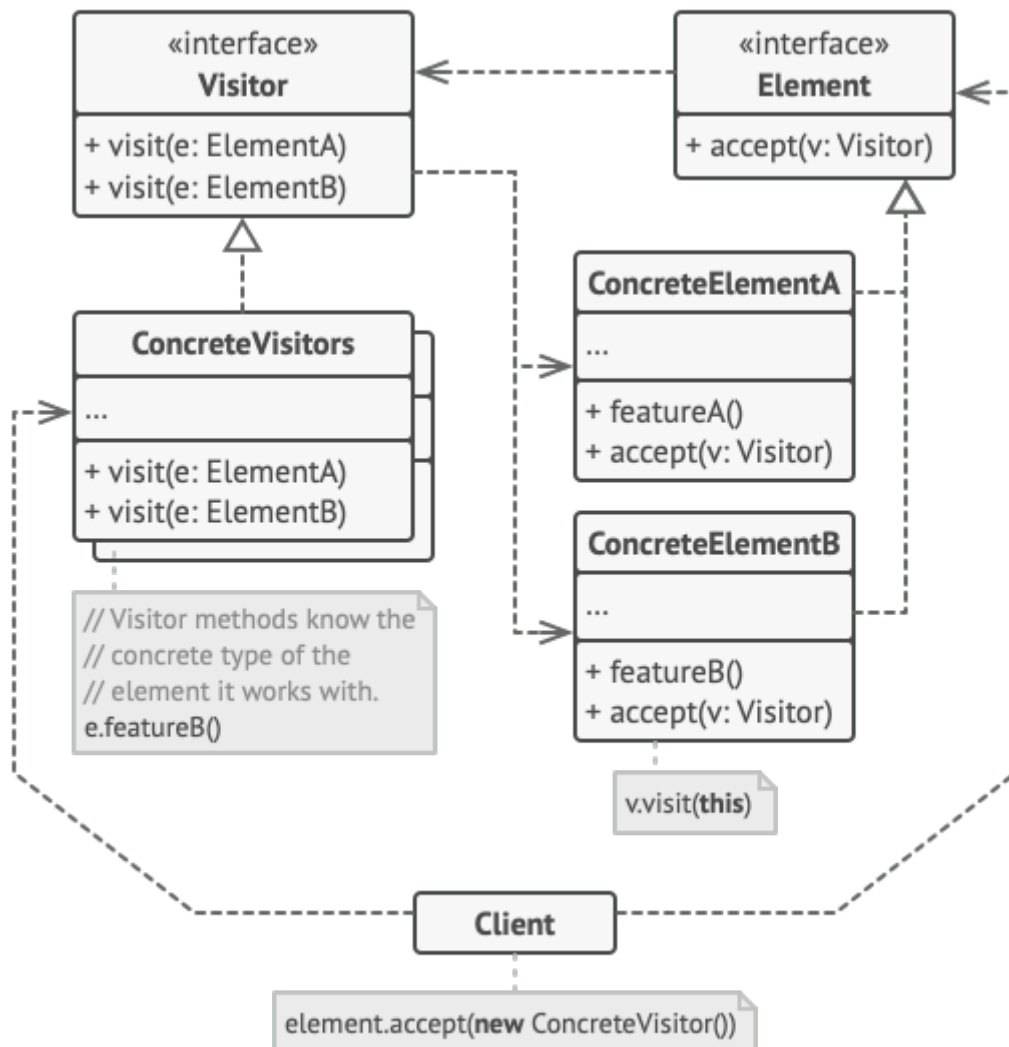 «interface»
Visitor
+ visit(e: ElementA)
+ visit(e: ElementB)
«interface»
Element
+ accept(v: Visitor)
ConcreteVisitors
...
+ visit(e: ElementA)
+ visit(e: ElementB)
// Visitor methods know the
// concrete type of the
// element it works with.
e.featureB()
ConcreteElementA
...
+ featureA()
+ accept(v: Visitor)
ConcreteElementB
...
+ featureB()
+ accept(v: Visitor)
v.visit(this)
Client
element.accept(new ConcreteVisitor())